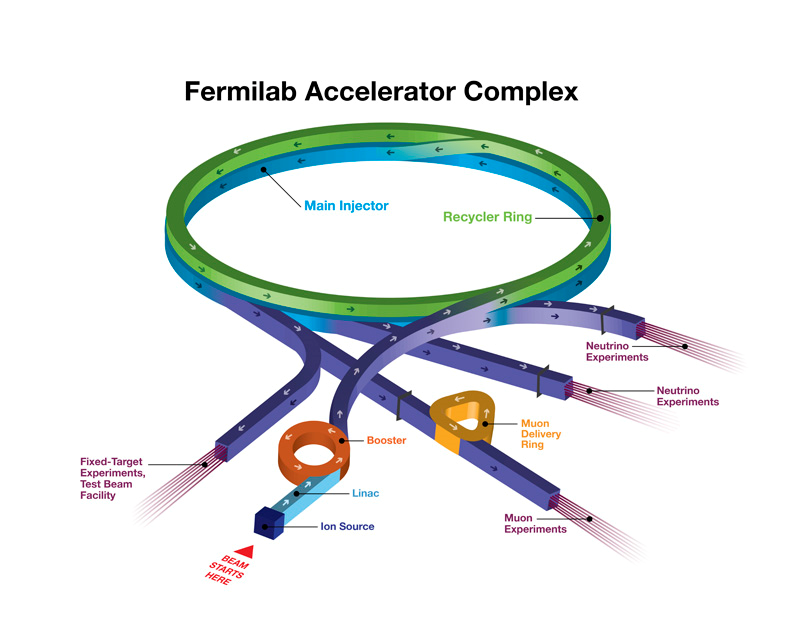 Fermilab Accelerator Complex
Main Injector
Recycler Ring
Neutrino
Experiments
Neutrino
Experiments
Muon
Delivery
Ring
Booster
Fixed-Target
Experiments,
Test Beam
Facility
Linac
Ion Source
Muon
Experiments
BEAM
STARTS
HERE